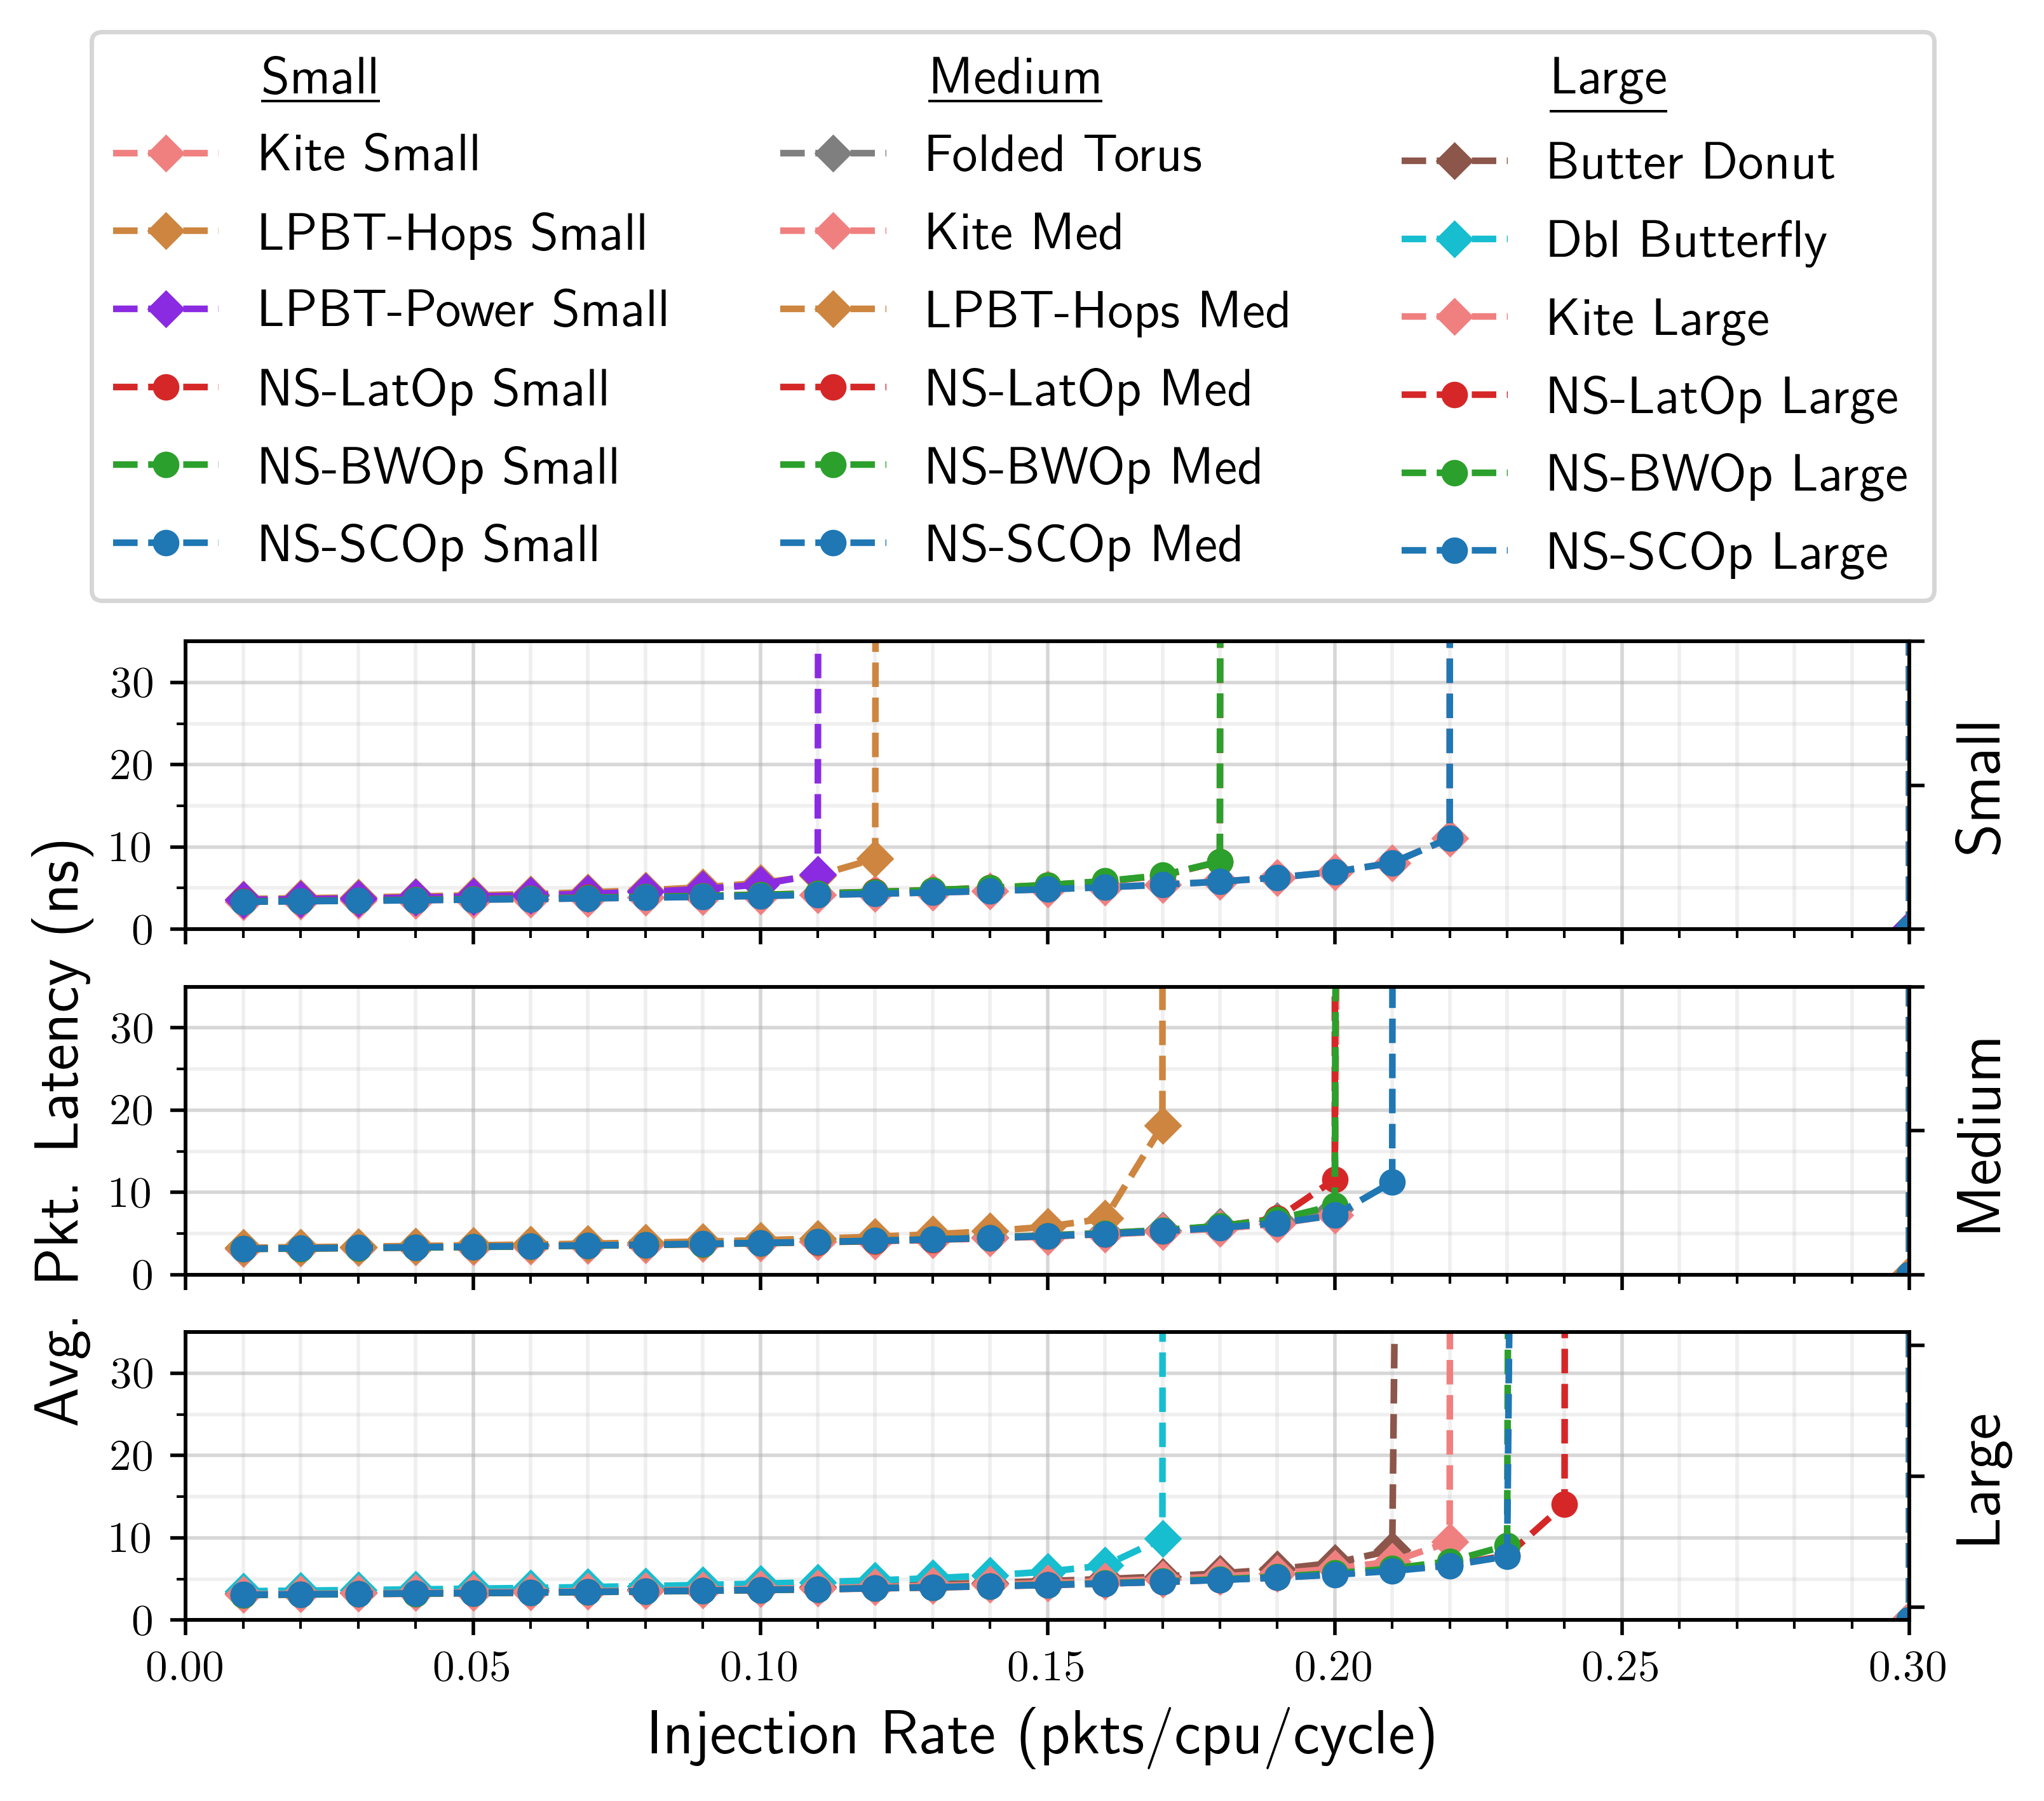 Small
Kite Small
LPBT-Hops Small
LPBT-Power Small
NS-LatOp Small
NS-BWOp Small
NS-SCOp Small
Medium
Folded Torus
Kite Med
LPBT-Hops Med
NS-LatOp Med
NS-BWOp Med
NS-SCOp Med
Large
Butter Donut
Dbl Butterfly
Kite Large
NS-LatOp Large
NS-BWOp Large
NS-SCOp Large
Avg. Pkt. Latency (ns)
30
20
10
0
Small
30
20
10
0
Medium
30
20
10
0
Large
0.00 0.05 0.10 0.15 0.20 0.25 0.30
Injection Rate (pkts/cpu/cycle)